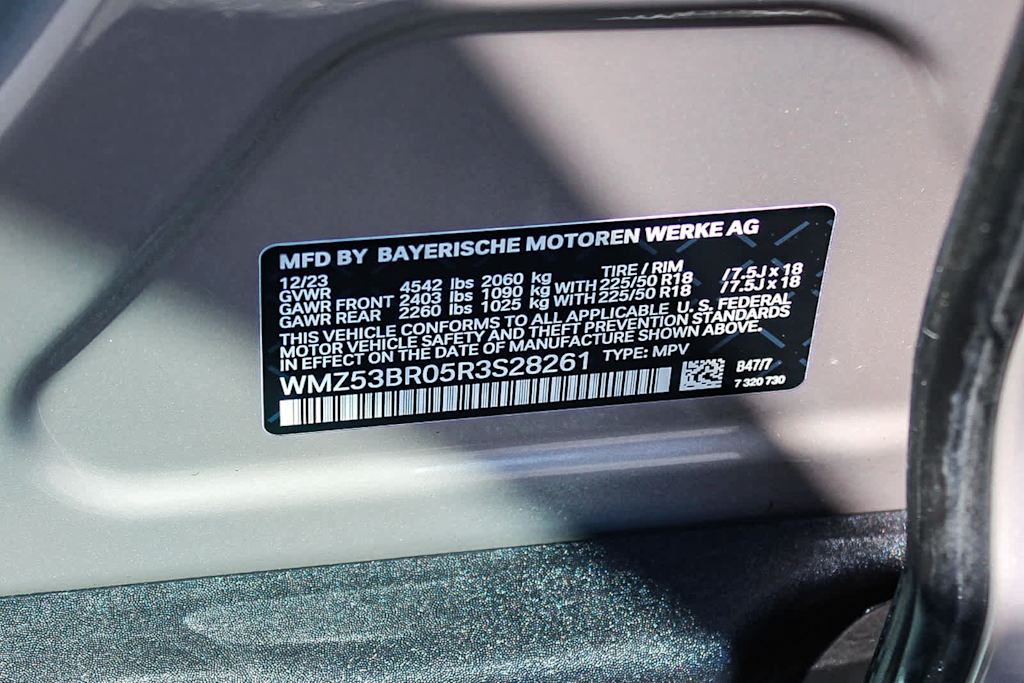 MFD BY BAYERISCHE MOTOREN WERKE AG
12/23 TIRE / RIM
GVWR 4542 lbs 2060 kg
GAWR FRONT 2403 lbs 1090 kg WITH 225/50 R18 /7.5J x 18
GAWR REAR 2260 lbs 1025 kg WITH 225/50 R18 /7.5J x 18
THIS VEHICLE CONFORMS TO ALL APPLICABLE U.S. FEDERAL
MOTOR VEHICLE SAFETY AND THEFT PREVENTION STANDARDS
IN EFFECT ON THE DATE OF MANUFACTURE SHOWN ABOVE.
WMZ53BR05R3S28261 TYPE: MPV
B47/7
7 320 730